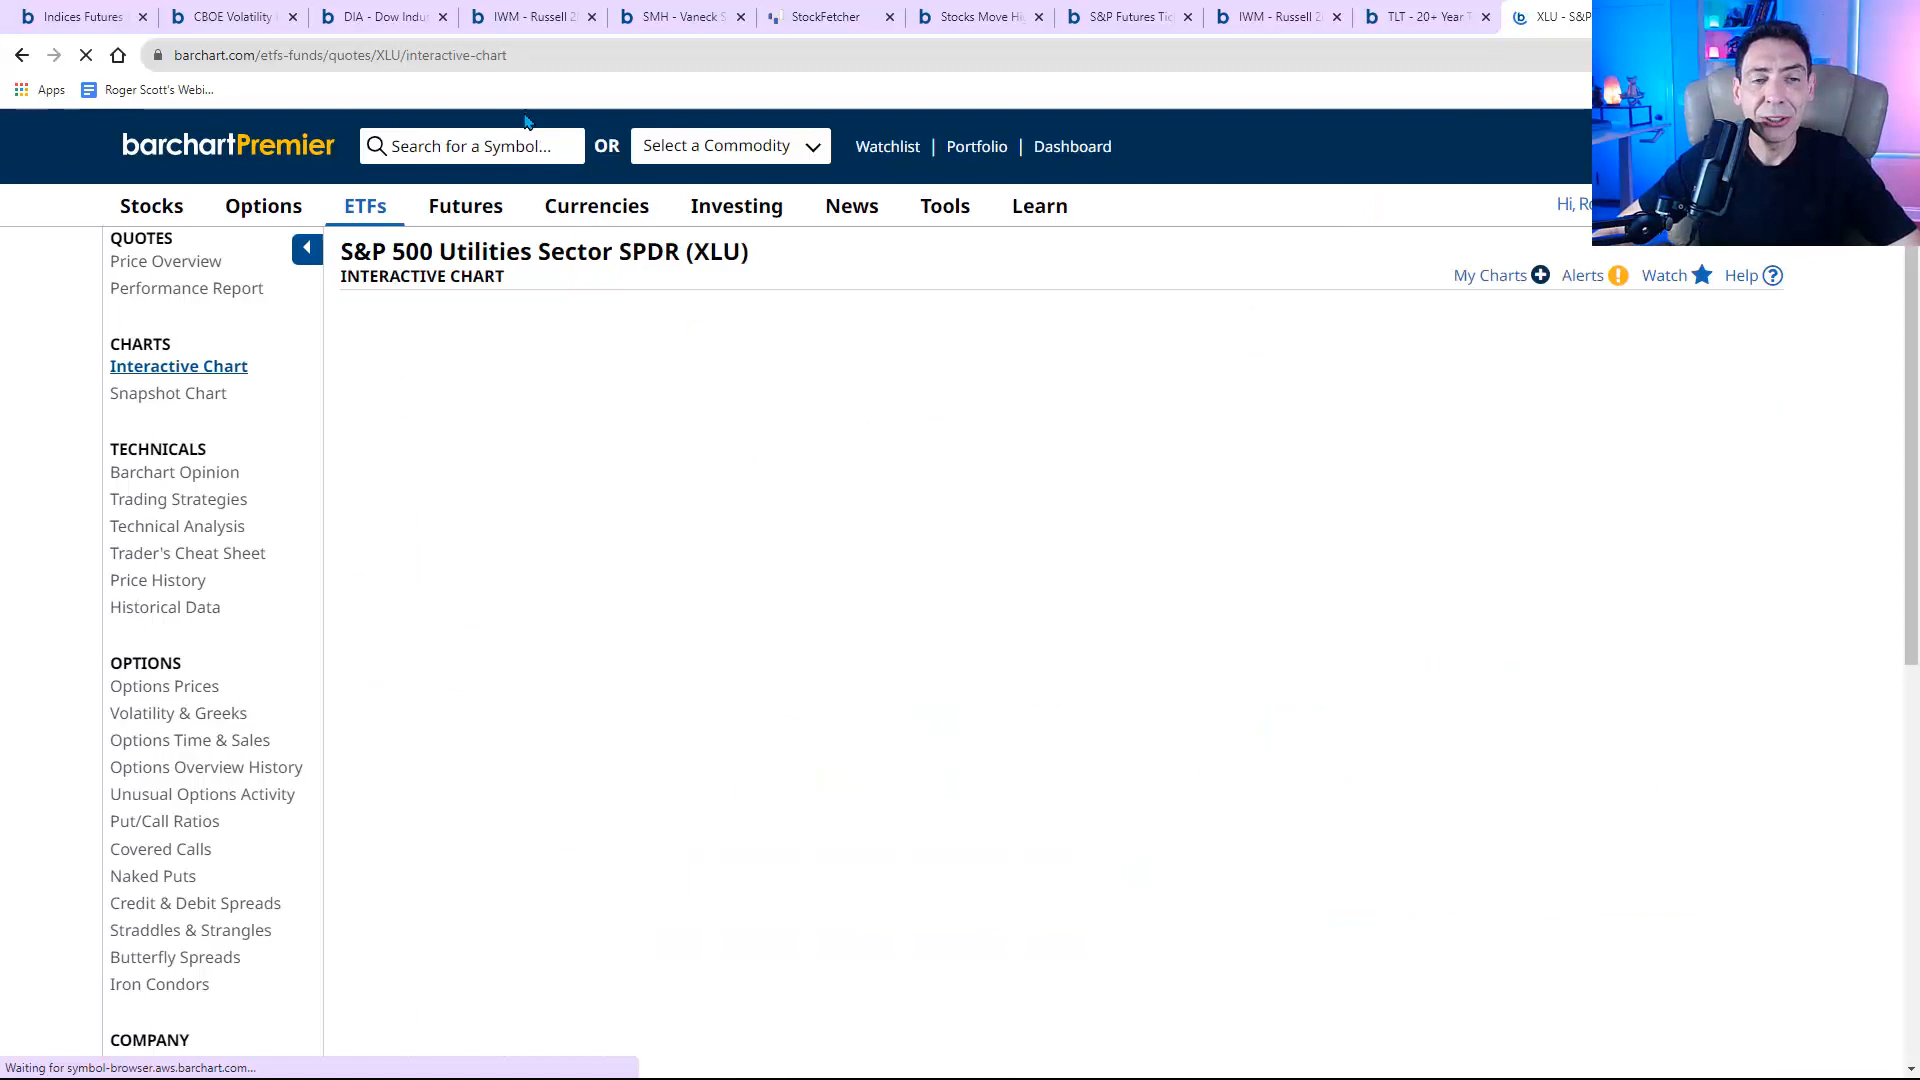 Indices Futures
CBOE Volatility
DIA - Dow Indu
IWM - Russell 2
SMH - Vaneck S
StockFetcher
Stocks Move Hi
S&P Futures Tic
IWM - Russell 2
TLT - 20+ Year T
XLU - S&P
barchart.com/etfs-funds/quotes/XLU/interactive-chart
Apps
Roger Scott's Webi...
barchartPremier
Search for a Symbol...
OR
Select a Commodity
Watchlist | Portfolio | Dashboard
Stocks
Options
ETFs
Futures
Currencies
Investing
News
Tools
Learn
Hi, Ro
QUOTES
Price Overview
Performance Report
CHARTS
Interactive Chart
Snapshot Chart
TECHNICALS
Barchart Opinion
Trading Strategies
Technical Analysis
Trader's Cheat Sheet
Price History
Historical Data
OPTIONS
Options Prices
Volatility & Greeks
Options Time & Sales
Options Overview History
Unusual Options Activity
Put/Call Ratios
Covered Calls
Naked Puts
Credit & Debit Spreads
Straddles & Strangles
Butterfly Spreads
Iron Condors
COMPANY
S&P 500 Utilities Sector SPDR (XLU)
INTERACTIVE CHART
My Charts
Alerts
Watch
Help
Waiting for symbol-browser.aws.barchart.com...